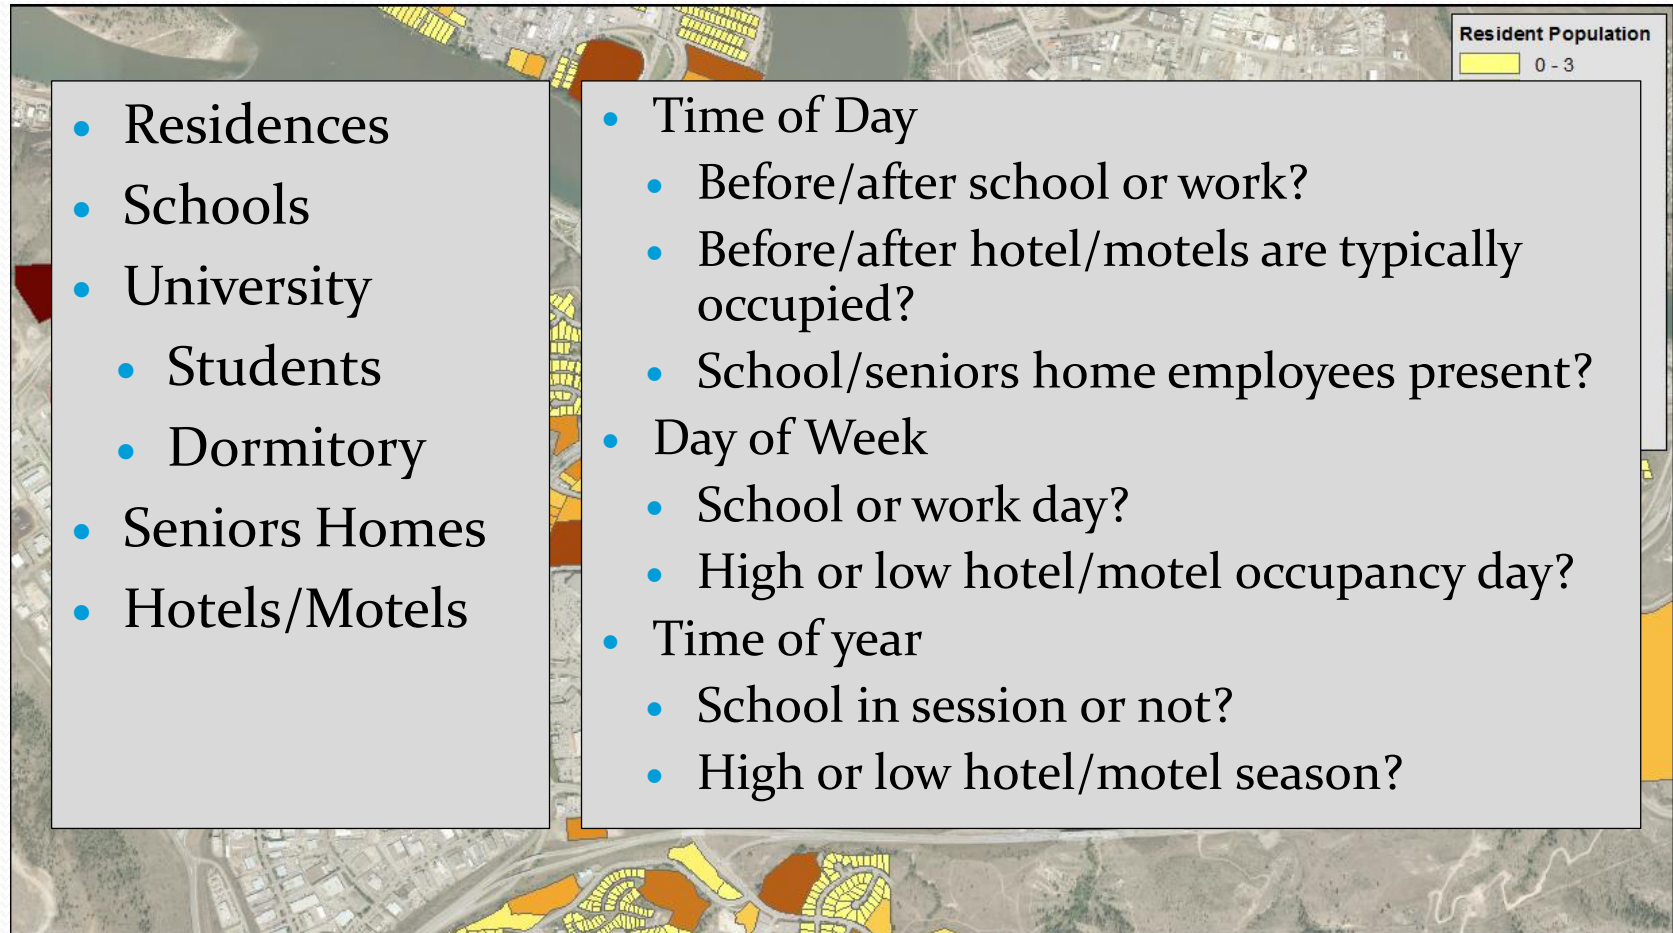 Resident Population
0 - 3
Residences
Schools
University
Students
Dormitory
Seniors Homes
Hotels/Motels
Time of Day
Before/after school or work?
Before/after hotel/motels are typically
occupied?
School/seniors home employees present?
Day of Week
School or work day?
High or low hotel/motel occupancy day?
Time of year
School in session or not?
High or low hotel/motel season?